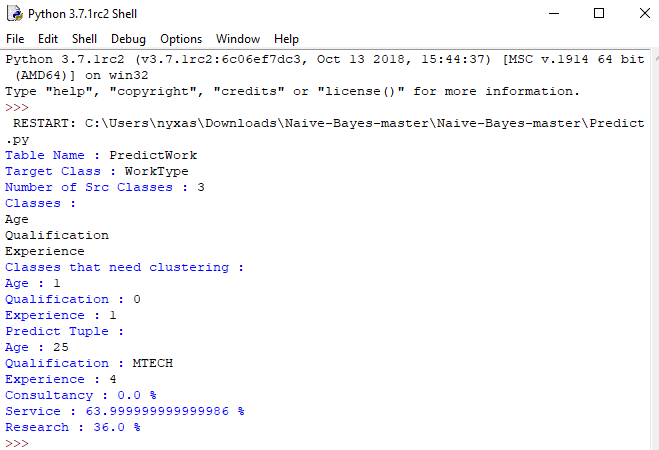 Python 3.7.1rc2 Shell
File Edit Shell Debug Options Window Help
Python 3.7.1rc2 (v3.7.1rc2:6c06ef7dc3, Oct 13 2018, 15:44:37) [MSC v.1914 64 bit
(AMD64)] on win32
Type "help", "copyright", "credits" or "license()" for more information.
>>>
RESTART: C:\Users\nyxas\Downloads\Naive-Bayes-master\Naive-Bayes-master\Predict
.py
Table Name : PredictWork
Target Class : WorkType
Number of Src Classes : 3
Classes :
Age
Qualification
Experience
Classes that need clustering :
Age : 1
Qualification : 0
Experience : 1
Predict Tuple :
Age : 25
Qualification : MTECH
Experience : 4
Consultancy : 0.0 %
Service : 63.999999999999986 %
Research : 36.0 %
>>>